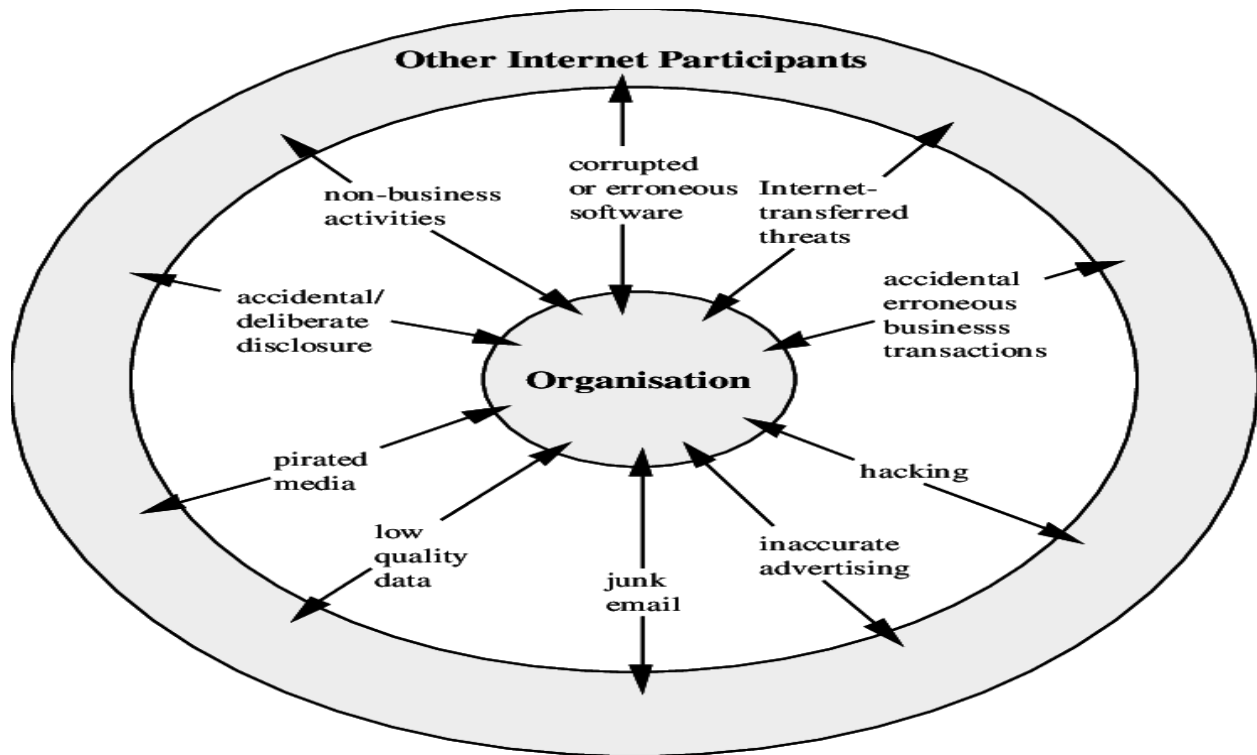 Other Internet Participants
non-business
activities
corrupted
or erroneous
software
Internet-
transferred
threats
accidental/
deliberate
disclosure
accidental
erroneous
businesss
transactions
Organisation
pirated
media
hacking
low
quality
data
junk
email
inaccurate
advertising